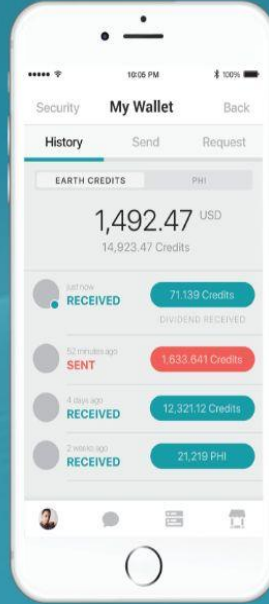 10:05 PM 100%
Security My Wallet Back
History Send Request
EARTH CREDITS PHI
1,492.47 USD
14,923.47 Credits
just now
RECEIVED 71.139 Credits
DIVIDEND RECEIVED
52 minutes ago
SENT 1,633.641 Credits
4 days ago
RECEIVED 12,321.12 Credits
2 weeks ago
RECEIVED 21,219 PHI